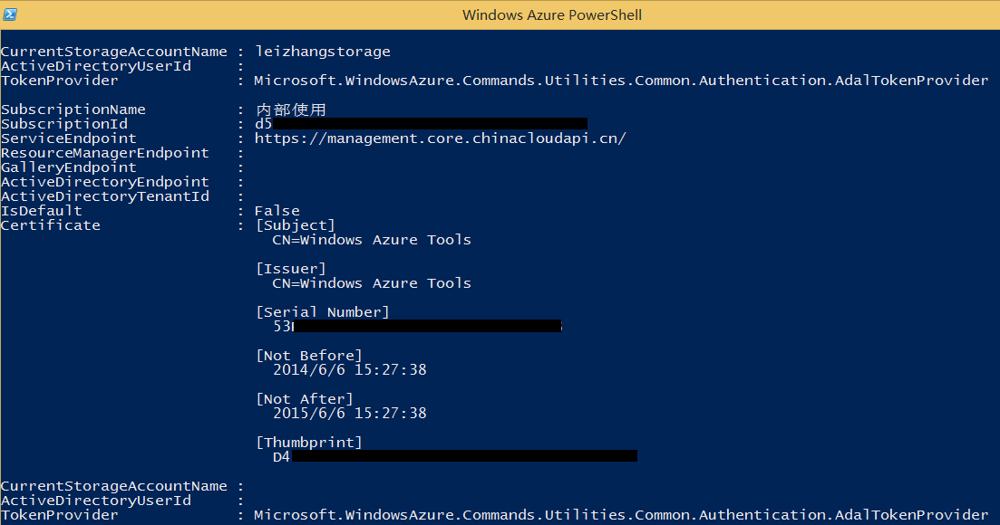 Windows Azure PowerShell
CurrentStorageAccountName : leizhangstorage
ActiveDirectoryUserId :
TokenProvider : Microsoft.WindowsAzure.Commands.Utilities.Common.Authentication.AdalTokenProvider
SubscriptionName : 内部使用
SubscriptionId : d5
ServiceEndpoint : https://management.core.chinacloudapi.cn/
ResourceManagerEndpoint :
GalleryEndpoint :
ActiveDirectoryEndpoint :
ActiveDirectoryTenantId :
IsDefault : False
Certificate : [Subject]
CN=Windows Azure Tools
[Issuer]
CN=Windows Azure Tools
[Serial Number]
53
[Not Before]
2014/6/6 15:27:38
[Not After]
2015/6/6 15:27:38
[Thumbprint]
D4
CurrentStorageAccountName :
ActiveDirectoryUserId :
TokenProvider : Microsoft.WindowsAzure.Commands.Utilities.Common.Authentication.AdalTokenProvider